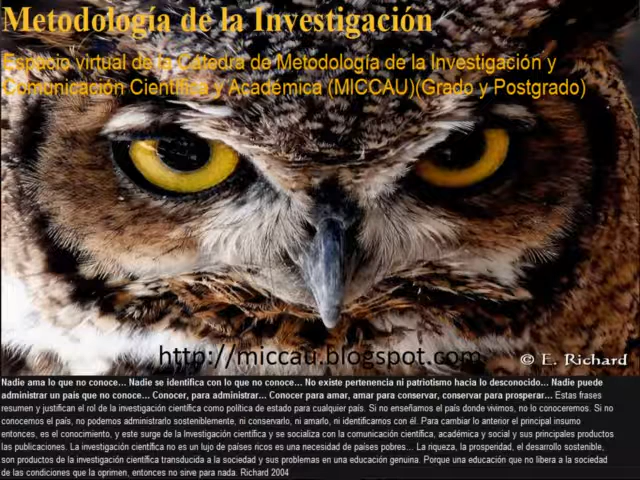 Metodología de la Investigación
Espacio virtual de la Cátedra de Metodología de la Investigación y
Comunicación Científica y Académica (MICCAU)(Grado y Postgrado)
http://miccau.blogspot.com
© E. Richard
Nadie ama lo que no conoce... Nadie se identifica con lo que no conoce... No existe pertenencia ni patriotismo hacia lo desconocido... Nadie puede
administrar un país que no conoce... Conocer, para administrar... Conocer para amar, amar para conservar, conservar para prosperar... Estas frases
resumen y justifican el rol de la investigación científica como política de estado para cualquier país. Si no enseñamos el país donde vivimos, no lo conoceremos. Si no
conocemos el país, no podemos administrarlo sosteniblemente, ni conservarlo, ni amarlo, ni identificarnos con él. Para cambiar lo anterior el principal insumo
entonces, es el conocimiento, y este surge de la Investigación científica y se socializa con la comunicación científica, académica y social y sus principales productos
las publicaciones. La investigación científica no es un lujo de países ricos es una necesidad de países pobres... La riqueza, la prosperidad, el desarrollo sostenible,
son productos de la investigación científica transducida a la sociedad y sus problemas en una educación genuina. Porque una educación que no libera a la sociedad
de las condiciones que la oprimen, entonces no sirve para nada. Richard 2004